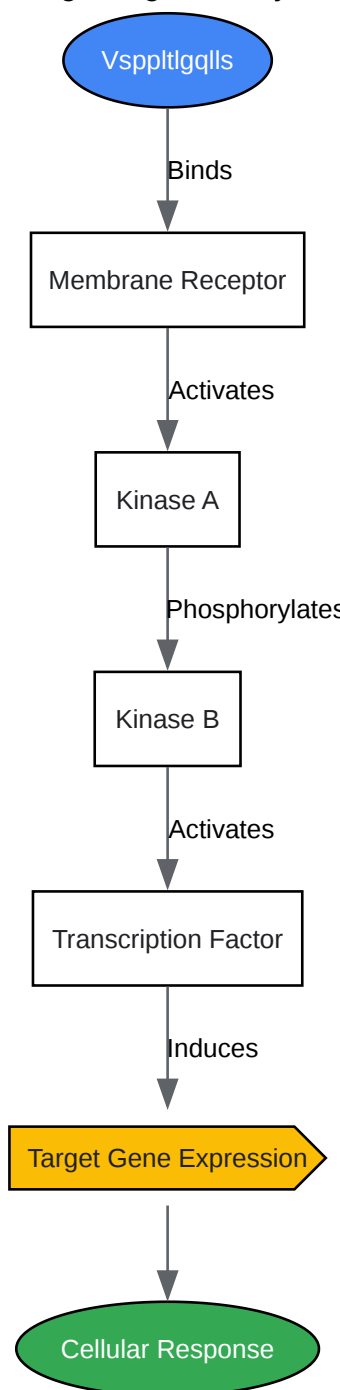 Vsppltlgqlls
Binds
Membrane Receptor
Activates
Kinase A
Phosphorylates
Kinase B
Activates
Transcription Factor
Induces
Target Gene Expression
Cellular Response